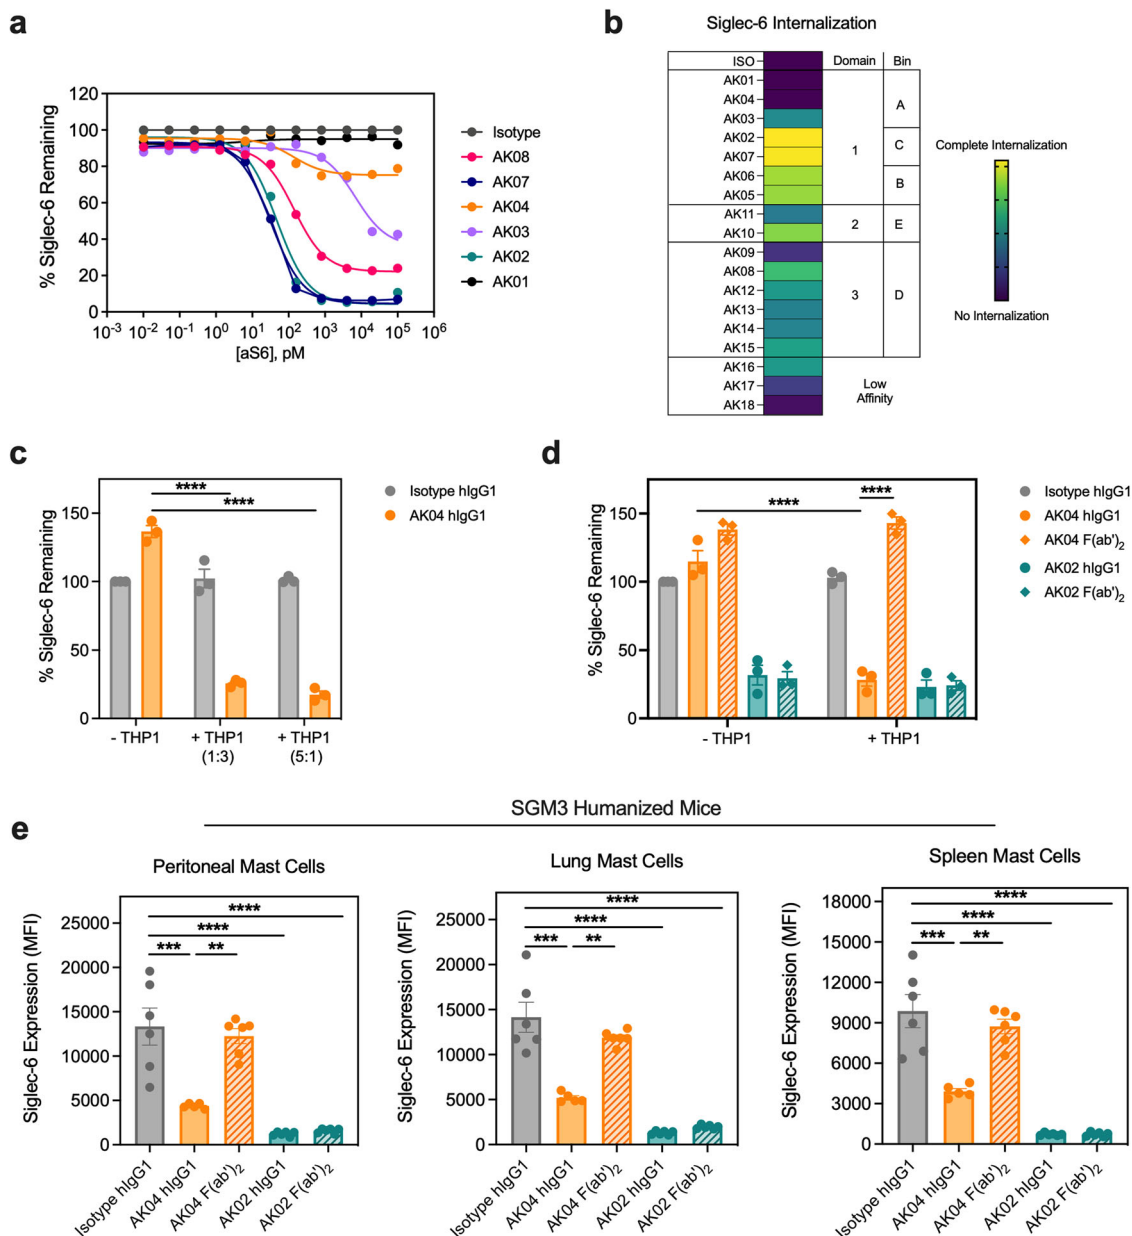 a
% Siglec-6 Remaining
120
100
80
60
40
20
0
10-3 10-2 10-1 100 101 102 103 104 105 106
[aS6], pM
Isotype
AK08
AK07
AK04
AK03
AK02
AK01
b
Siglec-6 Internalization
ISO
AK01
AK04
AK03
AK02
AK07
AK06
AK05
AK11
AK10
AK09
AK08
AK12
AK13
AK14
AK15
AK16
AK17
AK18
Domain
Bin
1
A
C
B
2
E
3
D
Low
Affinity
Complete Internalization
No Internalization
c
% Siglec-6 Remaining
150
100
50
0
****
****
- THP1
+ THP1
(1:3)
+ THP1
(5:1)
Isotype hIgG1
AK04 hIgG1
d
% Siglec-6 Remaining
150
100
50
0
****
****
- THP1
+ THP1
Isotype hIgG1
AK04 hIgG1
AK04 F(ab')2
AK02 hIgG1
AK02 F(ab')2
e
SGM3 Humanized Mice
Peritoneal Mast Cells
Siglec-6 Expression (MFI)
25000
20000
15000
10000
5000
0
****
****
***
**
Isotype hIgG1
AK04 hIgG1
AK04 F(ab')2
AK02 hIgG1
AK02 F(ab')2
Lung Mast Cells
Siglec-6 Expression (MFI)
25000
20000
15000
10000
5000
0
****
****
***
**
Isotype hIgG1
AK04 hIgG1
AK04 F(ab')2
AK02 hIgG1
AK02 F(ab')2
Spleen Mast Cells
Siglec-6 Expression (MFI)
18000
15000
12000
9000
6000
3000
0
****
****
***
**
Isotype hIgG1
AK04 hIgG1
AK04 F(ab')2
AK02 hIgG1
AK02 F(ab')2